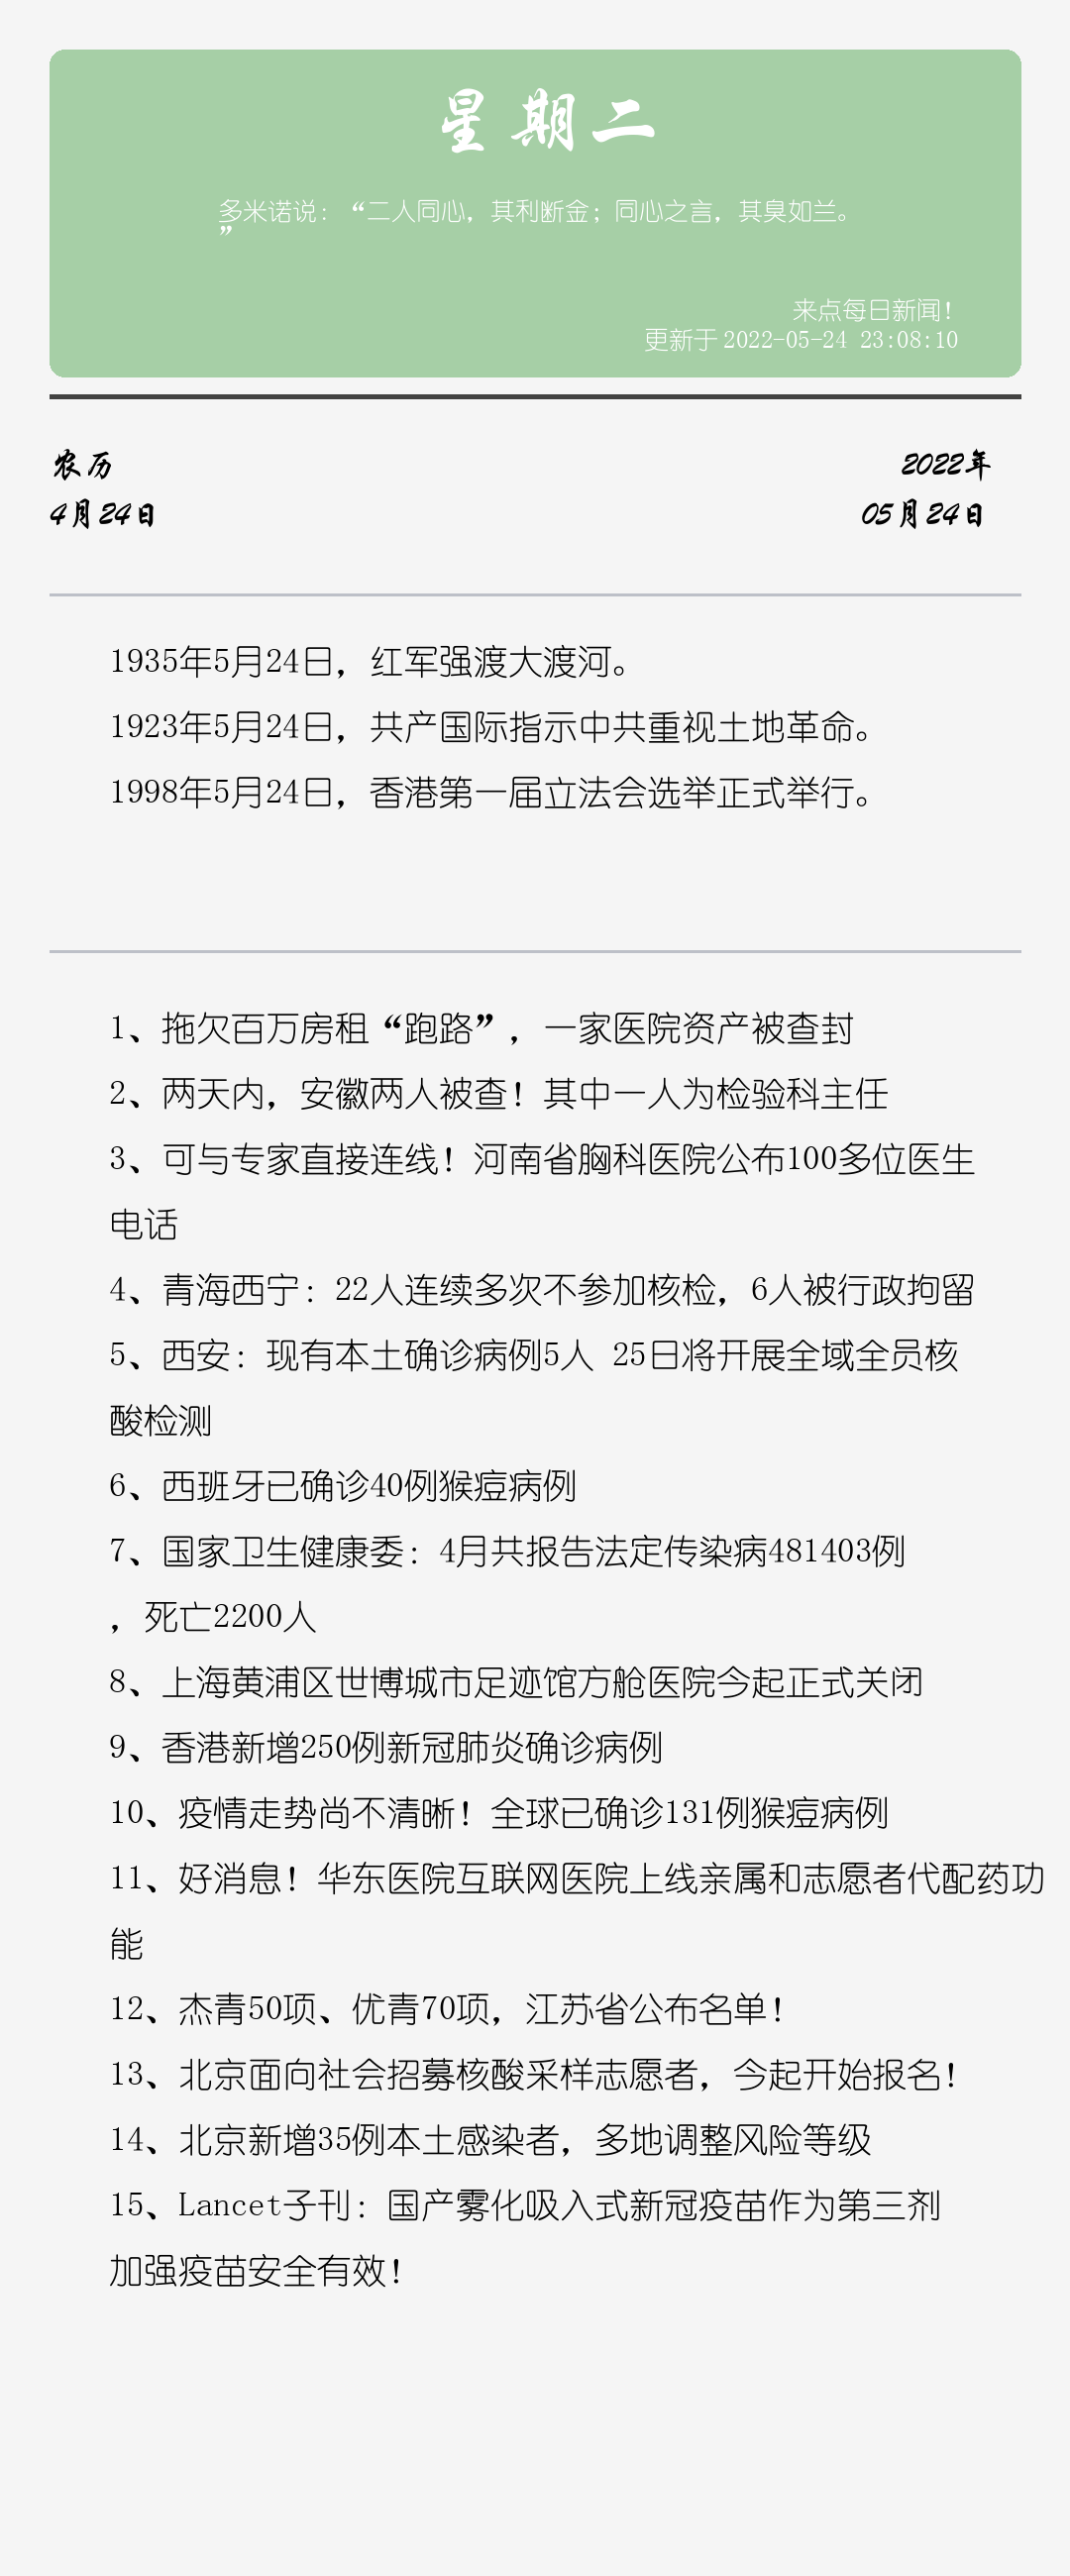 星期二
多米诺说：“二人同心，其利断金；同心之言，其臭如兰。
”
来点每日新闻！
更新于 2022-05-24 23:08:10
农历
2022年
4月24日
05月24日
1935年5月24日，红军强渡大渡河。
1923年5月24日，共产国际指示中共重视土地革命。
1998年5月24日，香港第一届立法会选举正式举行。
1、拖欠百万房租“跑路”，一家医院资产被查封
2、两天内，安徽两人被查！其中一人为检验科主任
3、可与专家直接连线！河南省胸科医院公布100多位医生
电话
4、青海西宁：22人连续多次不参加核检，6人被行政拘留
5、西安：现有本土确诊病例5人 25日将开展全域全员核
酸检测
6、西班牙已确诊40例猴痘病例
7、国家卫生健康委：4月共报告法定传染病481403例
，死亡2200人
8、上海黄浦区世博城市足迹馆方舱医院今起正式关闭
9、香港新增250例新冠肺炎确诊病例
10、疫情走势尚不清晰！全球已确诊131例猴痘病例
11、好消息！华东医院互联网医院上线亲属和志愿者代配药功
能
12、杰青50项、优青70项，江苏省公布名单！
13、北京面向社会招募核酸采样志愿者，今起开始报名！
14、北京新增35例本土感染者，多地调整风险等级
15、Lancet子刊：国产雾化吸入式新冠疫苗作为第三剂
加强疫苗安全有效！